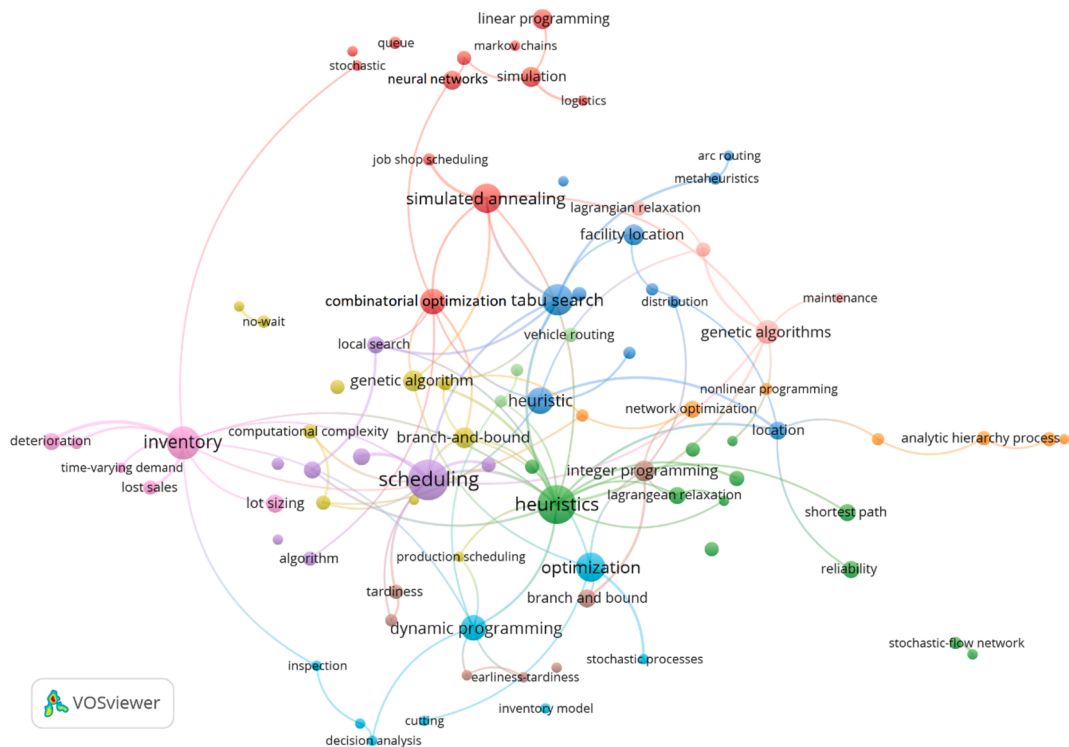 linear programming
queue
markov chains
stochastic
neural networks
simulation
logistics
job shop scheduling
arc routing
metaheuristics
simulated annealing
lagrangian relaxation
facility location
combinatorial optimization
tabu search
distribution
maintenance
no-wait
vehicle routing
genetic algorithms
local search
genetic algorithm
nonlinear programming
heuristic
network optimization
computational complexity
branch-and-bound
location
analytic hierarchy process
deterioration
inventory
time-varying demand
integer programming
scheduling
lost sales
lagrangean relaxation
lot sizing
heuristics
shortest path
algorithm
production scheduling
optimization
reliability
tardiness
branch and bound
dynamic programming
stochastic-flow network
inspection
stochastic processes
earliness-tardiness
VOSviewer
inventory model
cutting
decision analysis